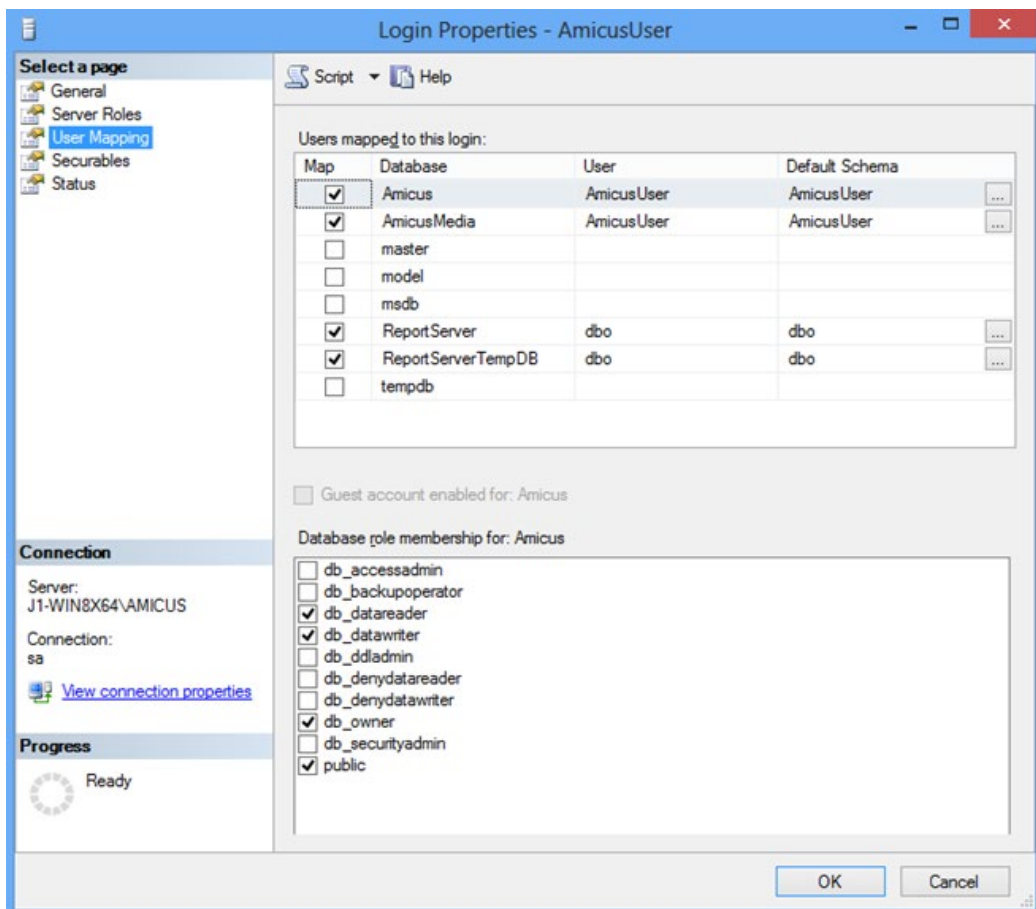 Login Properties - AmicusUser
Select a page
General
Server Roles
User Mapping
Securables
Status
Connection
Server:
J1-WIN8X64\AMICUS
Connection:
sa
View connection properties
Progress
Ready
Script Help
Users mapped to this login:
Map Database User Default Schema
Amicus AmicusUser AmicusUser ...
AmicusMedia AmicusUser AmicusUser ...
master
model
msdb
ReportServer dbo dbo ...
ReportServerTempDB dbo dbo ...
tempdb
Guest account enabled for: Amicus
Database role membership for: Amicus
db_accessadmin
db_backupoperator
db_datareader
db_datawriter
db_ddladmin
db_denydatareader
db_denydatawriter
db_owner
db_securityadmin
public
OK Cancel